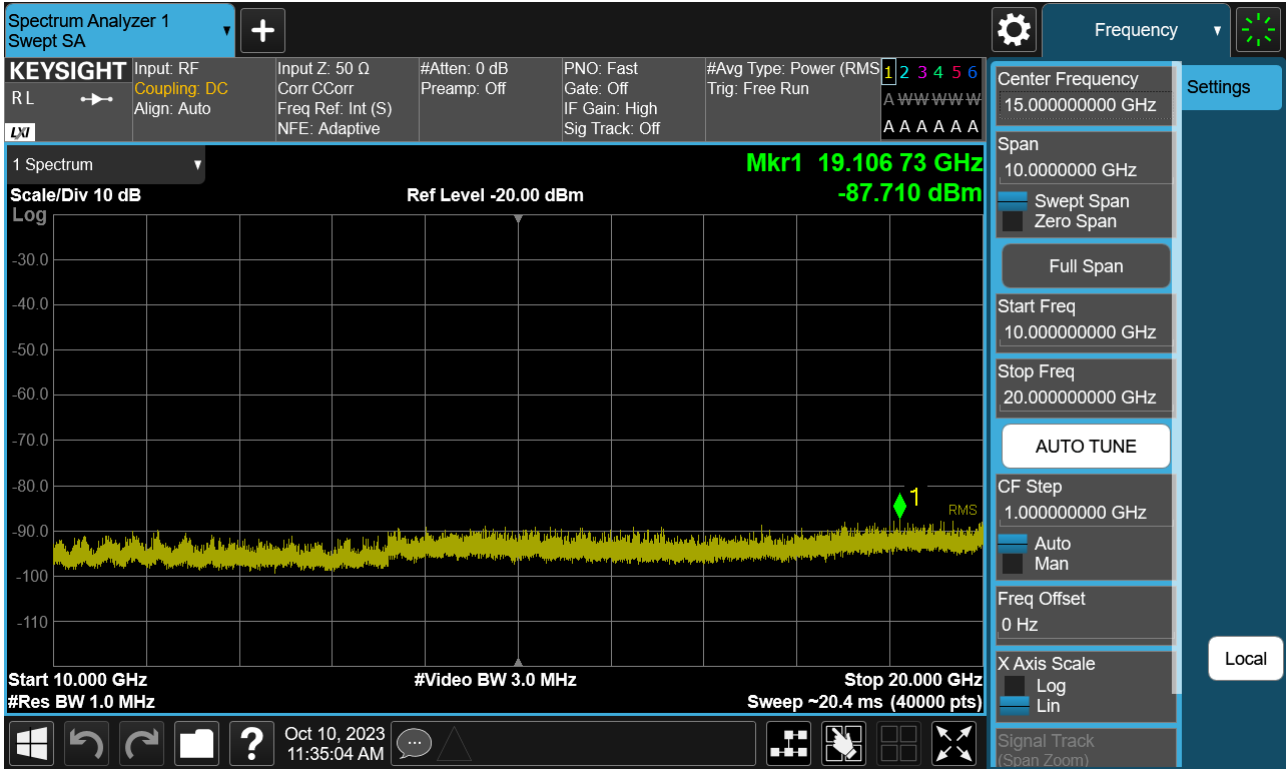 Spectrum Analyzer 1
Swept SA
Frequency
KEYSIGHT
R L
LXI
Input: RF
Coupling: DC
Align: Auto
Input Z: 50 Ω
Corr CCorr
Freq Ref: Int (S)
NFE: Adaptive
#Atten: 0 dB
Preamp: Off
PNO: Fast
Gate: Off
IF Gain: High
Sig Track: Off
#Avg Type: Power (RMS
Trig: Free Run
1 2 3 4 5 6
A W W W W W
A A A A A A
1 Spectrum
Scale/Div 10 dB
Log
Ref Level -20.00 dBm
Mkr1 19.106 73 GHz
-87.710 dBm
-30.0
-40.0
-50.0
-60.0
-70.0
-80.0
-90.0
-100
-110
1
RMS
Start 10.000 GHz
#Res BW 1.0 MHz
#Video BW 3.0 MHz
Stop 20.000 GHz
Sweep ~20.4 ms (40000 pts)
Center Frequency
15.000000000 GHz
Span
10.0000000 GHz
Swept Span
Zero Span
Full Span
Start Freq
10.000000000 GHz
Stop Freq
20.000000000 GHz
AUTO TUNE
CF Step
1.000000000 GHz
Auto
Man
Freq Offset
0 Hz
X Axis Scale
Log
Lin
Signal Track
(Span Zoom)
Settings
Local
?
Oct 10, 2023
11:35:04 AM